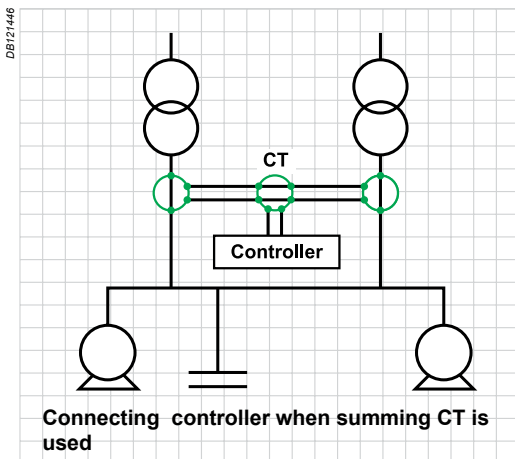 DB121446
CT
Controller
Connecting controller when summing CT is
used